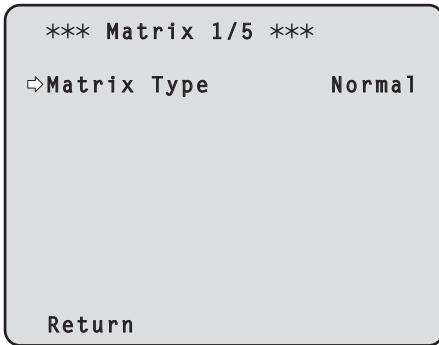 *** Matrix 1/5 ***
⇨Matrix Type Normal
Return